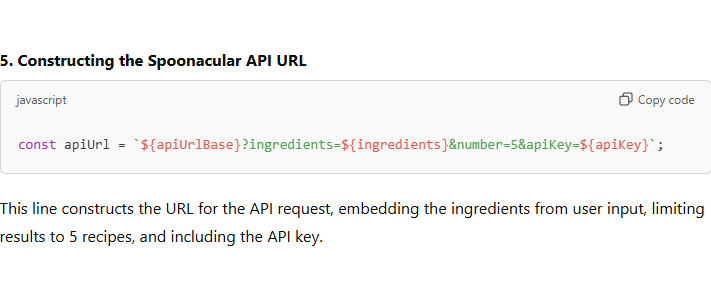 5. Constructing the Spoonacular API URL
javascript
Copy code
const apiUrl = `${apiUrlBase}?ingredients=${ingredients}&number=5&apiKey=${apiKey}`;
This line constructs the URL for the API request, embedding the ingredients from user input, limiting
results to 5 recipes, and including the API key.